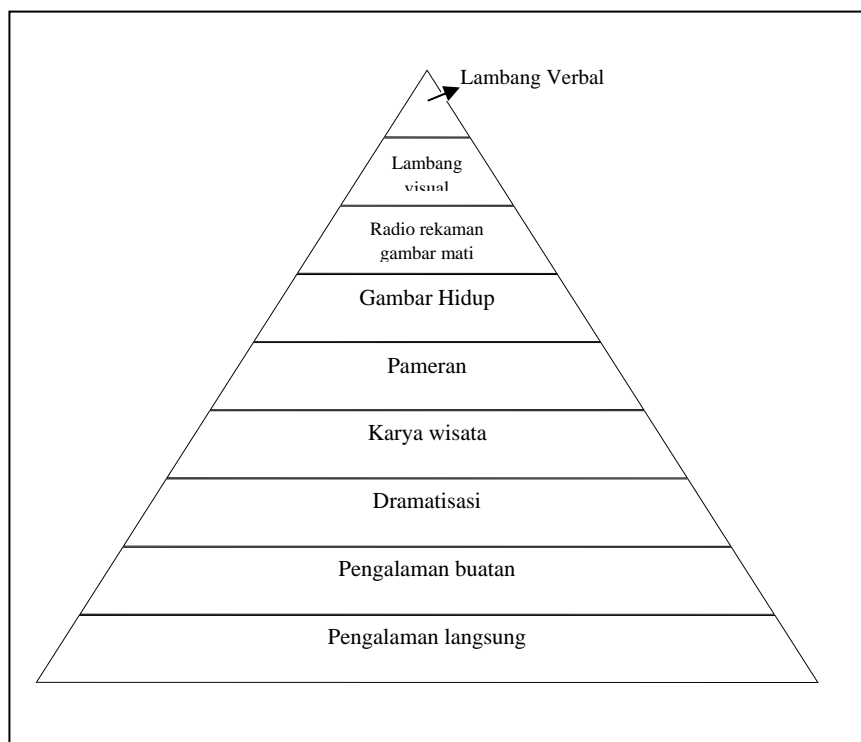 Lambang Verbal
Lambang
visual
Radio rekaman
gambar mati
Gambar Hidup
Pameran
Karya wisata
Dramatisasi
Pengalaman buatan
Pengalaman langsung